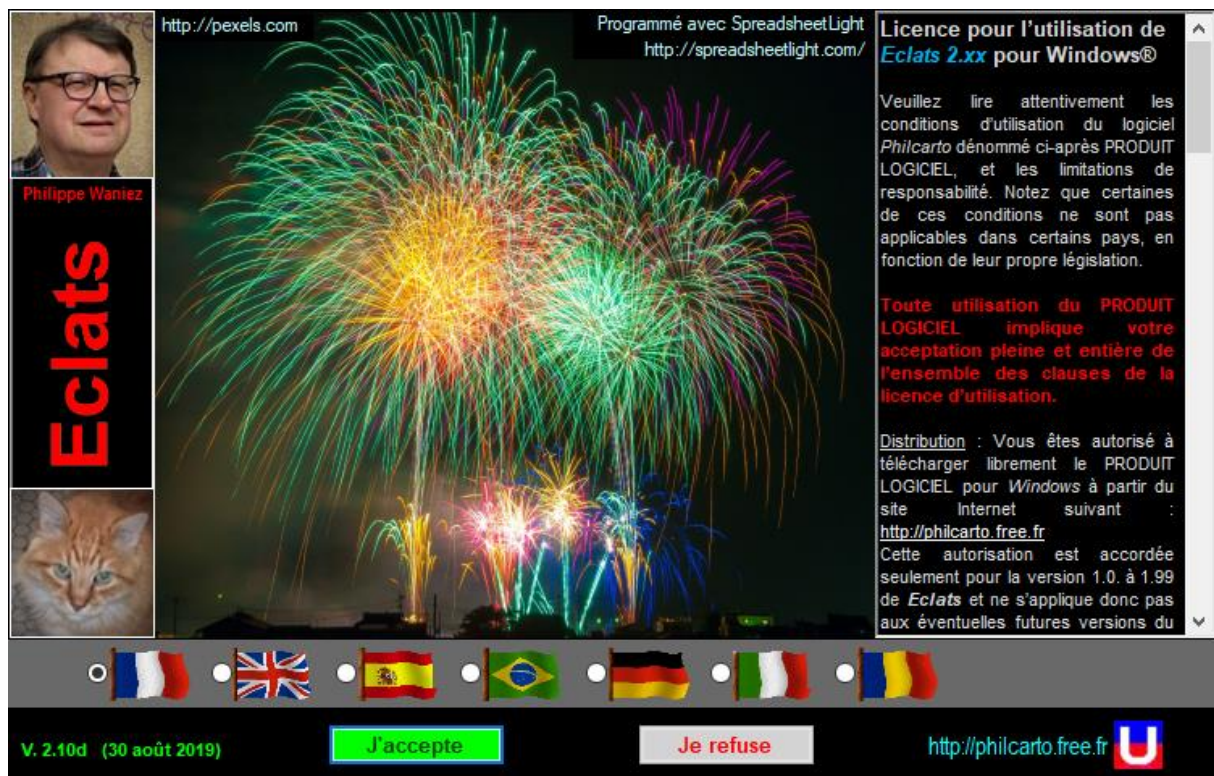 http://pexels.com
Programmé avec SpreadsheetLight
http://spreadsheetlight.com/
Philippe Waniez
Eclats
Licence pour l'utilisation de
Eclats 2.xx pour Windows®
Veuillez lire attentivement les
conditions d'utilisation du logiciel
Philcarto dénommé ci-après PRODUIT
LOGICIEL, et les limitations de
responsabilité. Notez que certaines
de ces conditions ne sont pas
applicables dans certains pays, en
fonction de leur propre législation.
Toute utilisation du PRODUIT
LOGICIEL implique votre
acceptation pleine et entière de
l'ensemble des clauses de la
licence d'utilisation.
Distribution : Vous êtes autorisé à
télécharger librement le PRODUIT
LOGICIEL pour Windows à partir du
site Internet suivant :
http://philcarto.free.fr
Cette autorisation est accordée
seulement pour la version 1.0. à 1.99
de Eclats et ne s'applique donc pas
aux éventuelles futures versions du
V. 2.10d (30 août 2019)
J'accepte
Je refuse
http://philcarto.free.fr
U